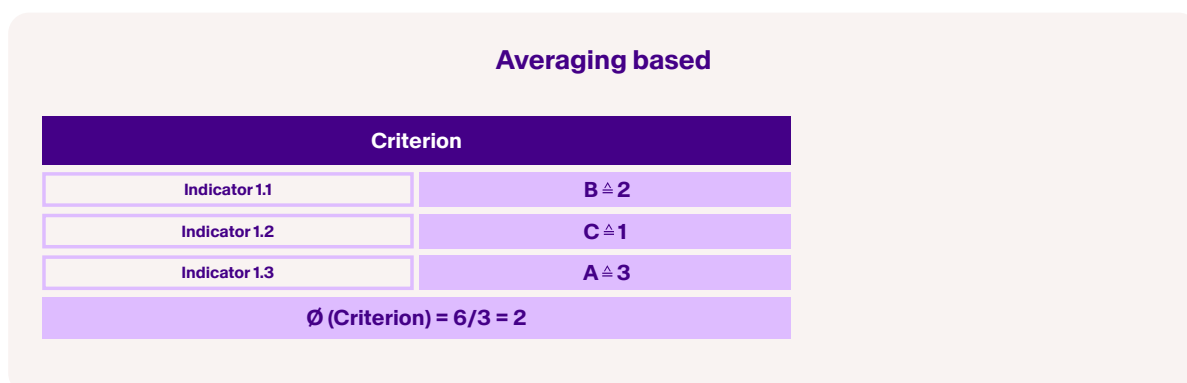 Averaging based
Criterion
Indicator 1.1
B ≙ 2
Indicator 1.2
C ≙ 1
Indicator 1.3
A ≙ 3
Ø (Criterion) = 6/3 = 2